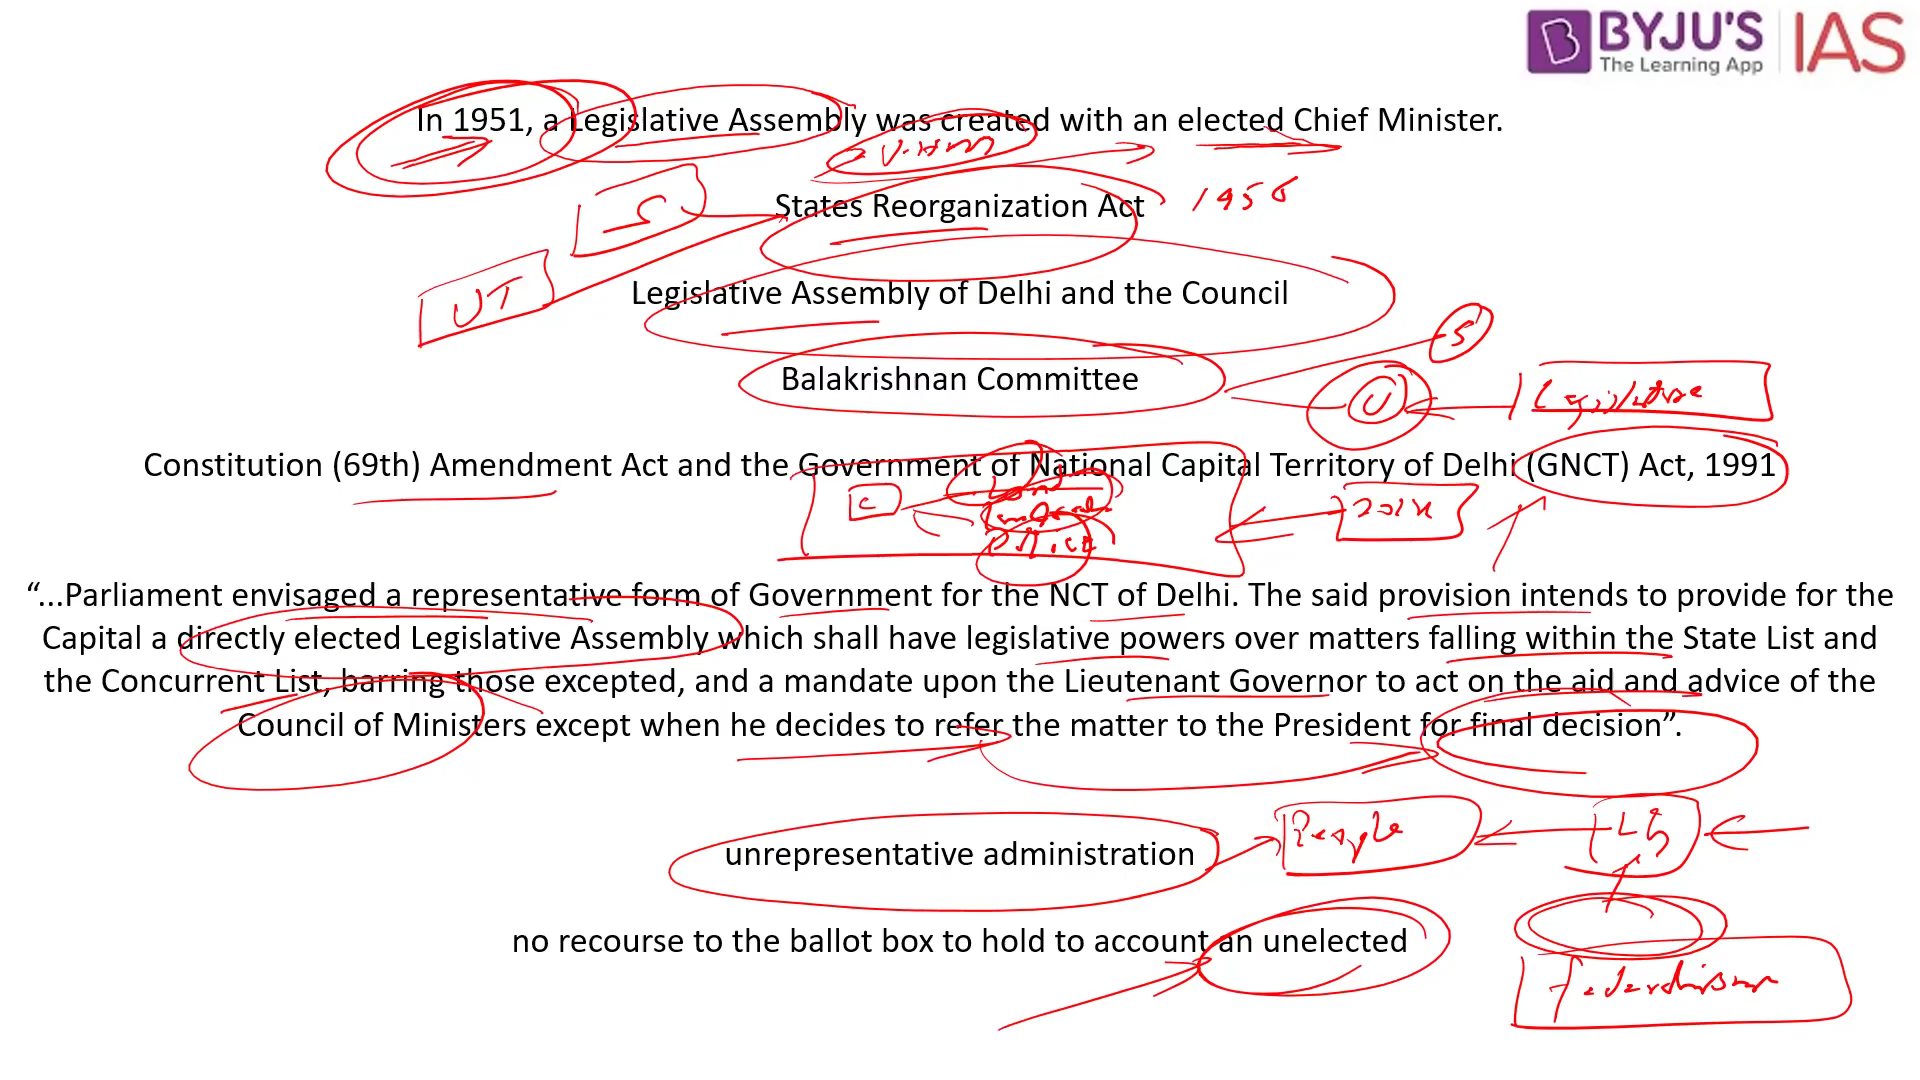 BYJU'S IAS
The Learning App
In 1951, a Legislative Assembly was created with an elected Chief Minister.
States Reorganization Act 1956
S
UT
Legislative Assembly of Delhi and the Council
S
Balakrishnan Committee
U Legislative
Constitution (69th) Amendment Act and the Government of National Capital Territory of Delhi (GNCT) Act, 1991
C
Police
“...Parliament envisaged a representative form of Government for the NCT of Delhi. The said provision intends to provide for the
Capital a directly elected Legislative Assembly which shall have legislative powers over matters falling within the State List and
the Concurrent List, barring those excepted, and a mandate upon the Lieutenant Governor to act on the aid and advice of the
Council of Ministers except when he decides to refer the matter to the President for final decision”.
People LG
unrepresentative administration
no recourse to the ballot box to hold to account an unelected
Federalism